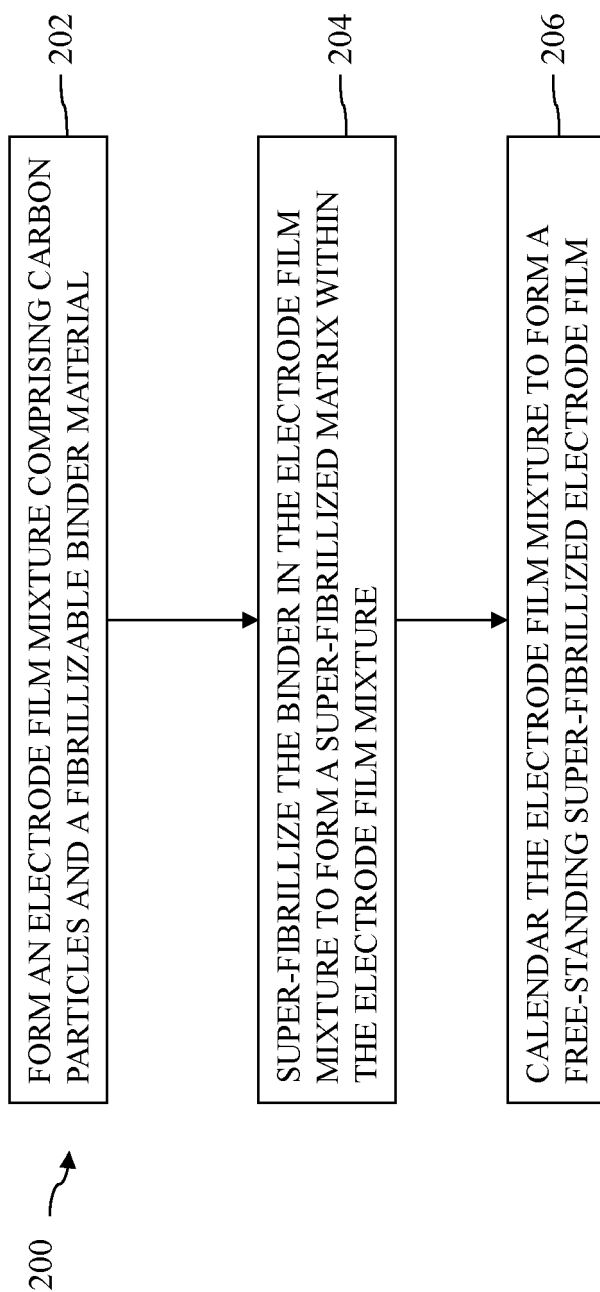 200
FORM AN ELECTRODE FILM MIXTURE COMPRISING CARBON
PARTICLES AND A FIBRILLIZABLE BINDER MATERIAL
202
SUPER-FIBRILLIZE THE BINDER IN THE ELECTRODE FILM
MIXTURE TO FORM A SUPER-FIBRILLIZED MATRIX WITHIN
THE ELECTRODE FILM MIXTURE
204
CALENDAR THE ELECTRODE FILM MIXTURE TO FORM A
FREE-STANDING SUPER-FIBRILLIZED ELECTRODE FILM
206